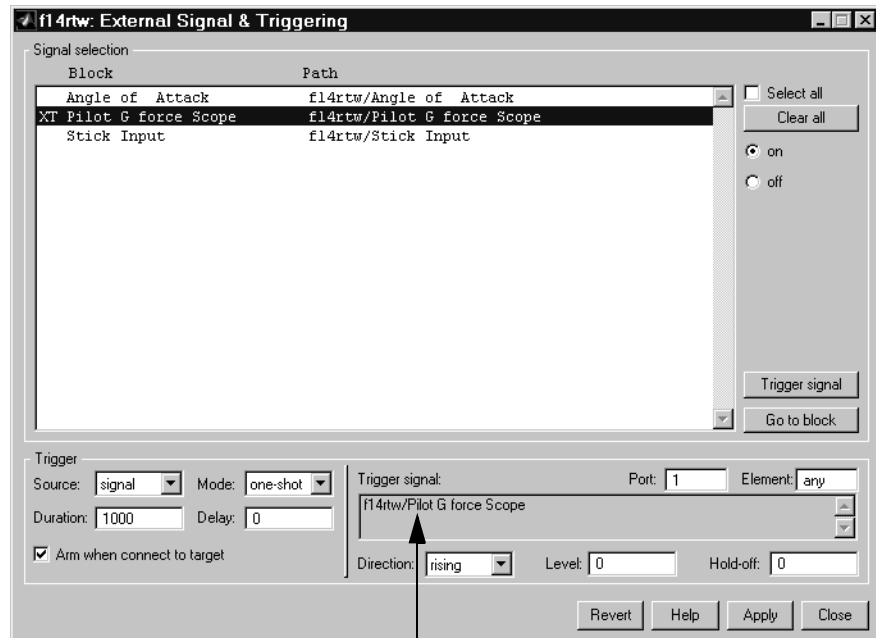 f14rtw: External Signal & Triggering
Signal selection
Block Path
Angle of Attack f14rtw/Angle of Attack
XT Pilot G force Scope f14rtw/Pilot G force Scope
Stick Input f14rtw/Stick Input
Select all
Clear all
on
off
Trigger signal
Go to block
Trigger
Source: signal Mode: one-shot
Duration: 1000 Delay: 0
Arm when connect to target
Trigger signal: Port: 1 Element: any
f14rtw/Pilot G force Scope
Direction: rising Level: 0 Hold-off: 0
Revert Help Apply Close